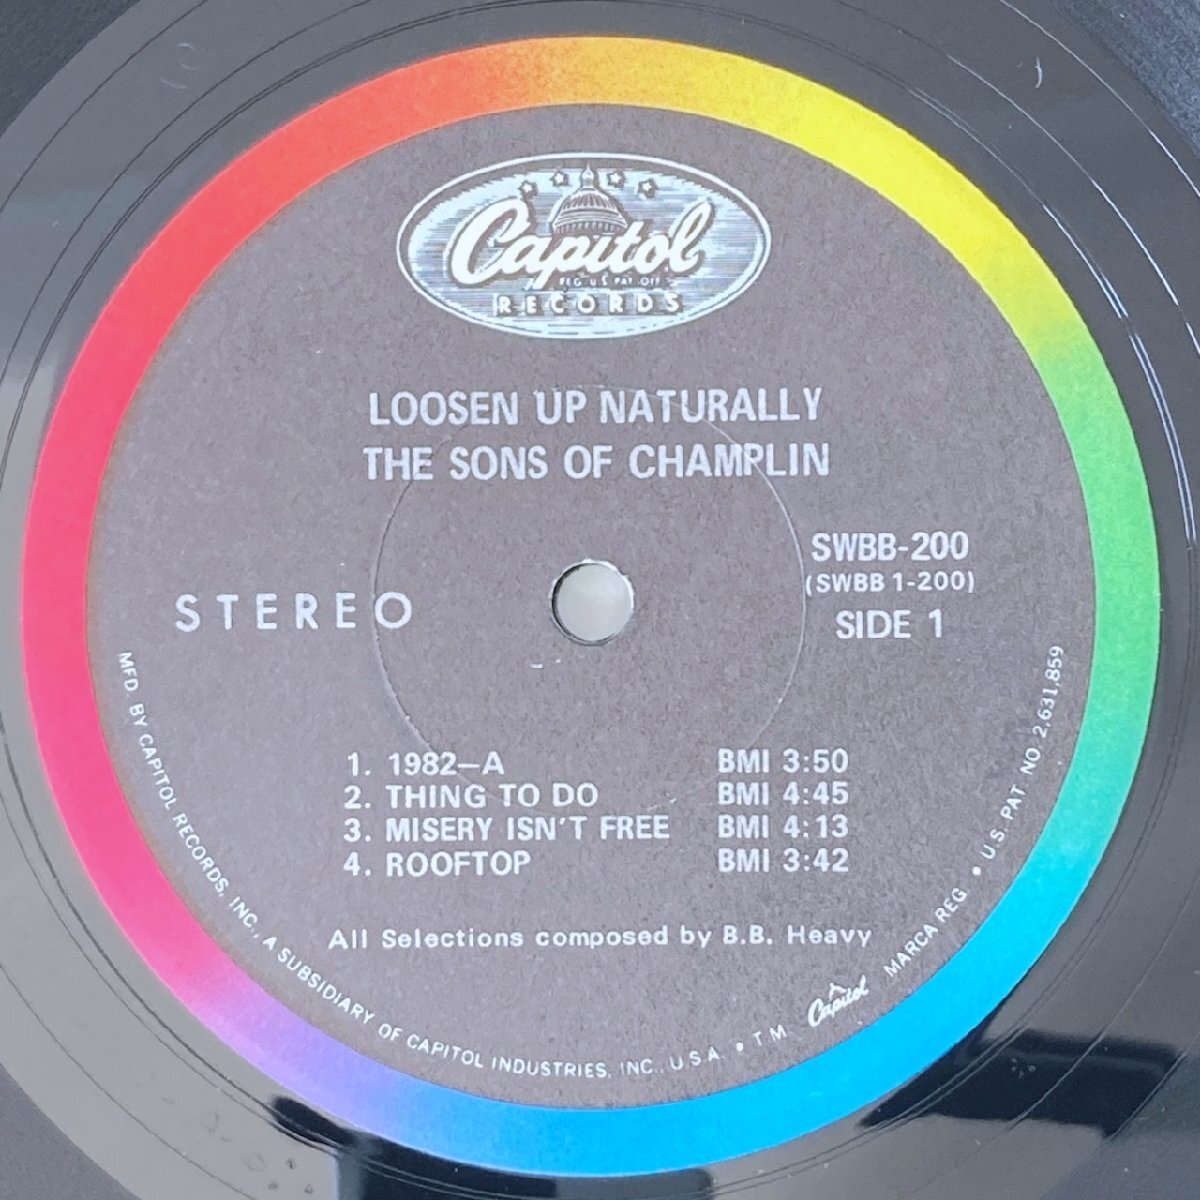 Capitol
REG. U.S. PAT. OFF.
RECORDS
LOOSEN UP NATURALLY
THE SONS OF CHAMPLIN
SWBB-200
(SWBB 1-200)
STEREO
SIDE 1
1. 1982—A BMI 3:50
2. THING TO DO BMI 4:45
3. MISERY ISN'T FREE BMI 4:13
4. ROOFTOP BMI 3:42
All Selections composed by B.B. Heavy
MFD. BY CAPITOL RECORDS, INC., A SUBSIDIARY OF CAPITOL INDUSTRIES, INC., U.S.A. • T.M. Capitol MARCA REG. • U.S. PAT. NO. 2,631,859